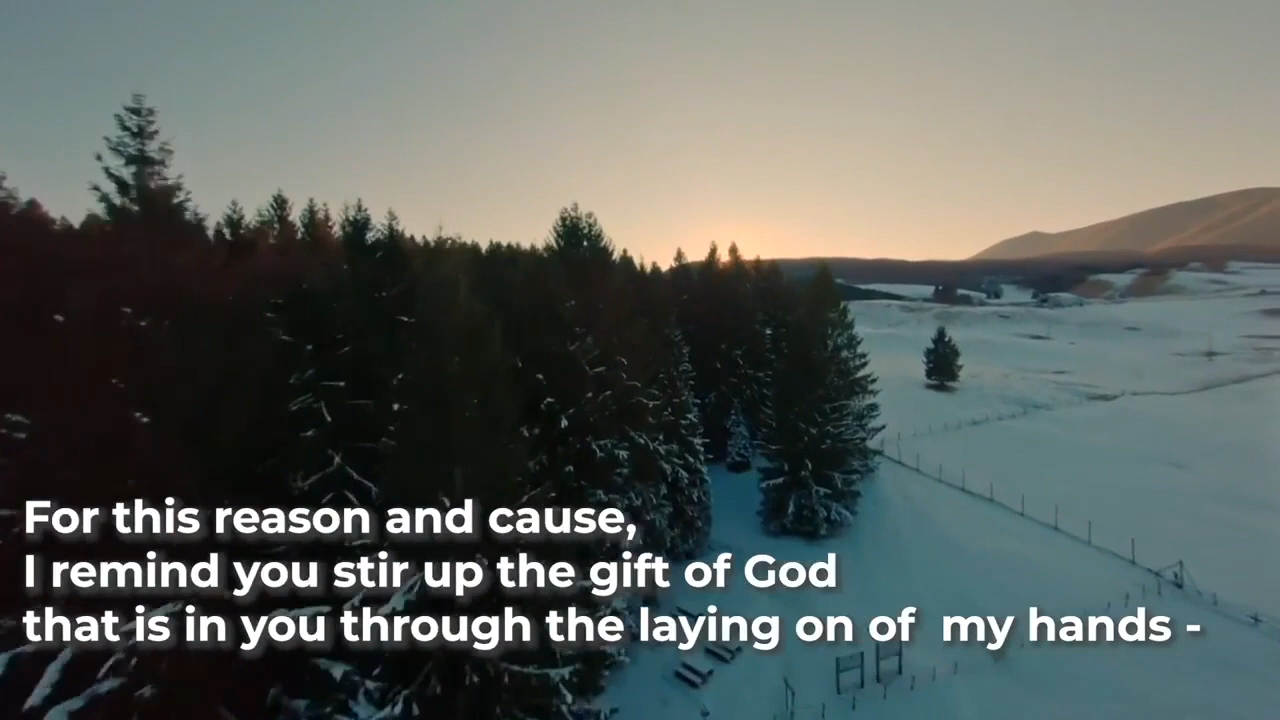 For this reason and cause,
I remind you stir up the gift of God
that is in you through the laying on of  my hands -